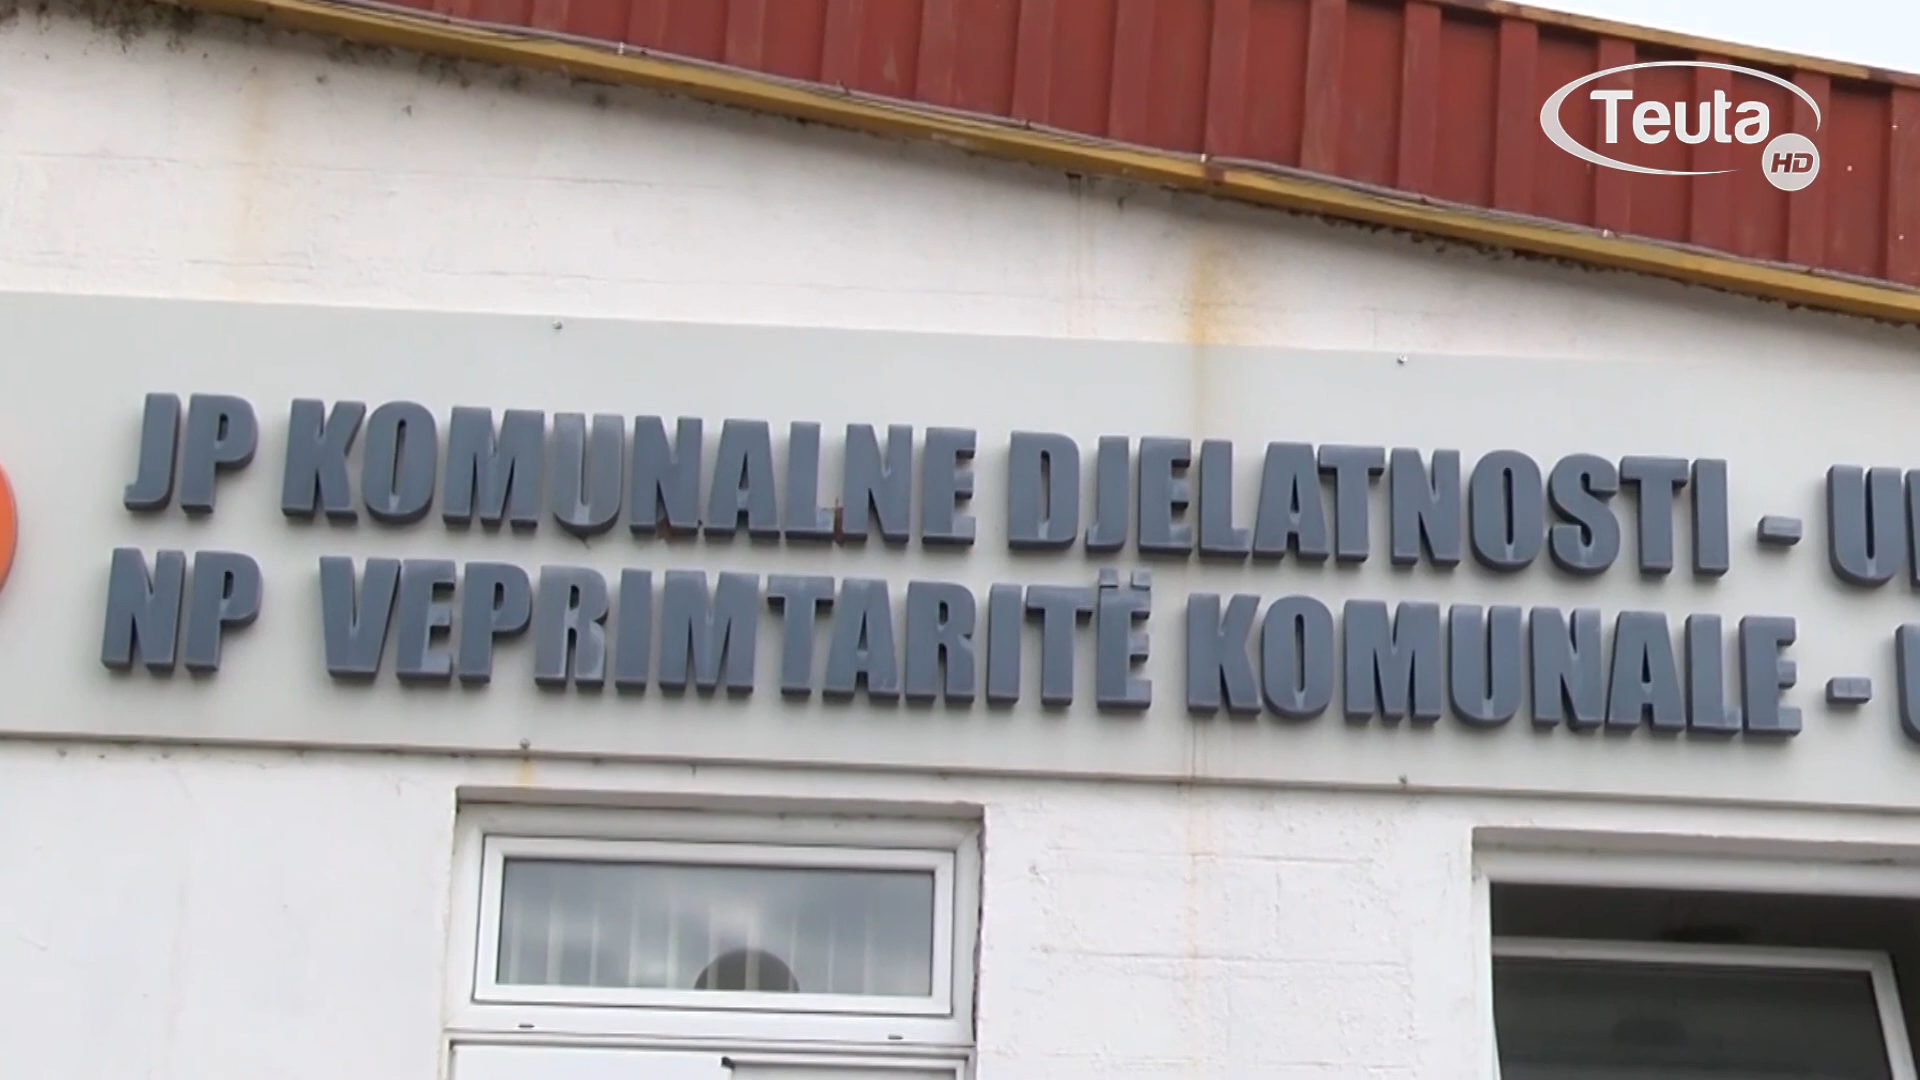 Teuta
HD
JP KOMUNALNE DJELATNOSTI -
NP VEPRIMTARITË KOMUNALE -